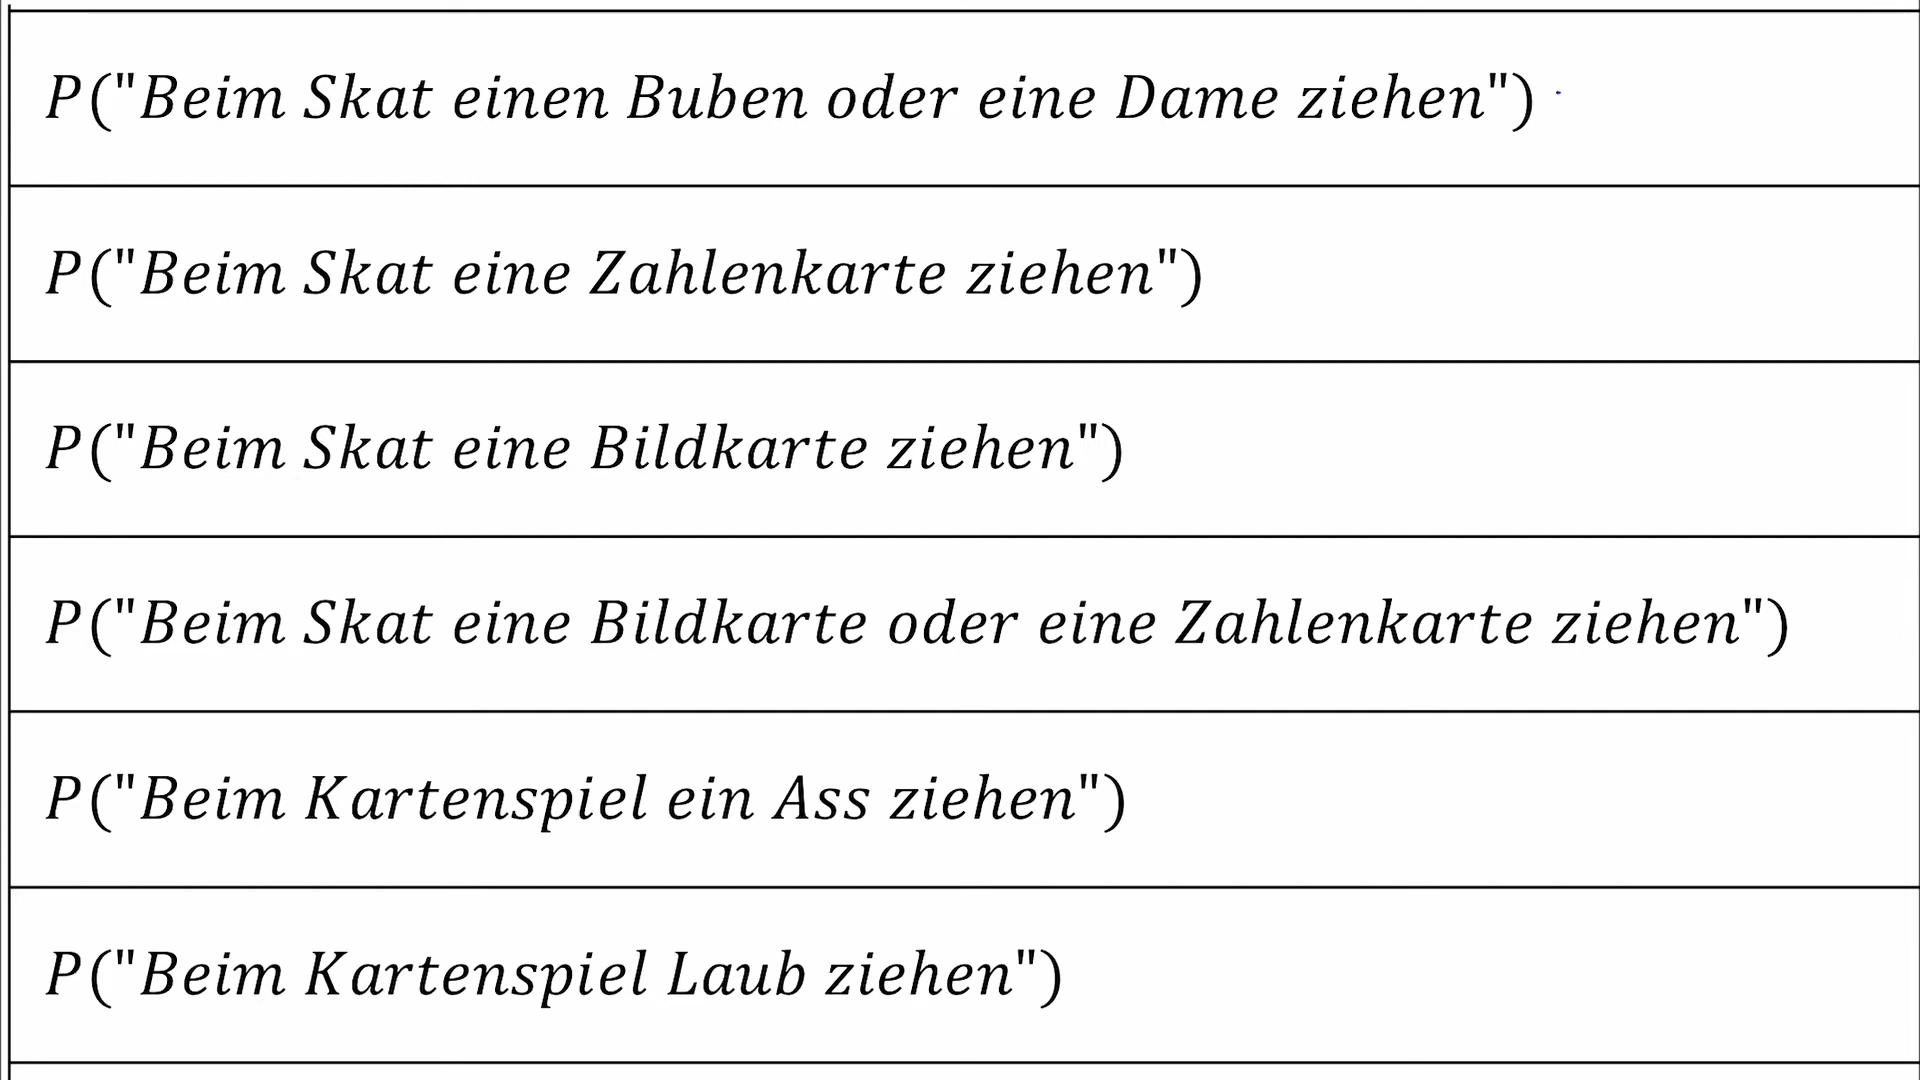 P("Beim Skat einen Buben oder eine Dame ziehen")
P("Beim Skat eine Zahlenkarte ziehen")
P("Beim Skat eine Bildkarte ziehen")
P("Beim Skat eine Bildkarte oder eine Zahlenkarte ziehen")
P("Beim Kartenspiel ein Ass ziehen")
P("Beim Kartenspiel Laub ziehen")